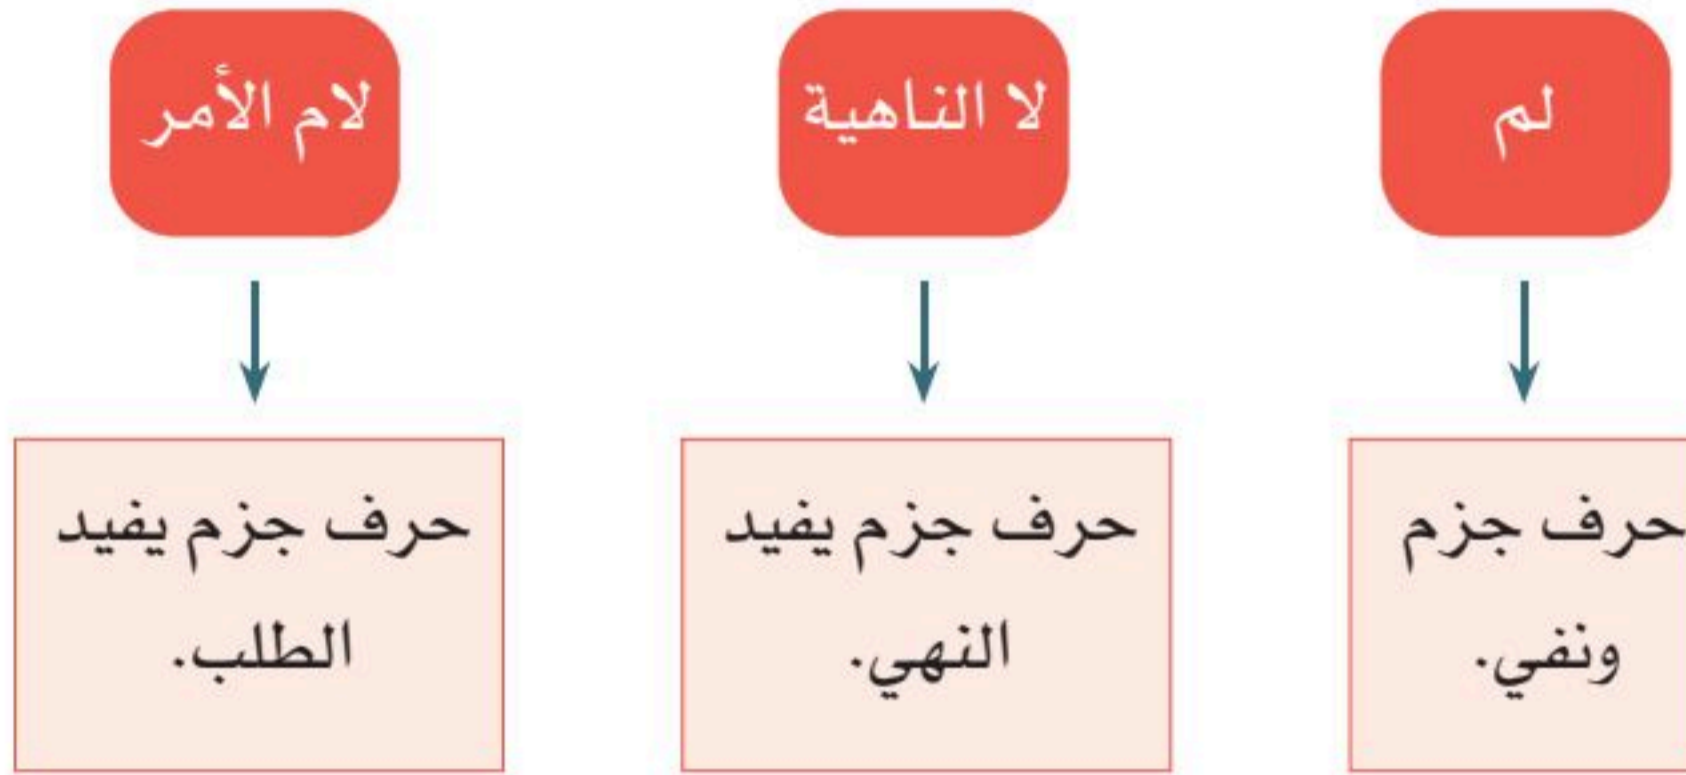 لم
لا الناهية
لام الأمر
حرف جزم
ونفي.
حرف جزم يفيد
النهي.
حرف جزم يفيد
الطلب.